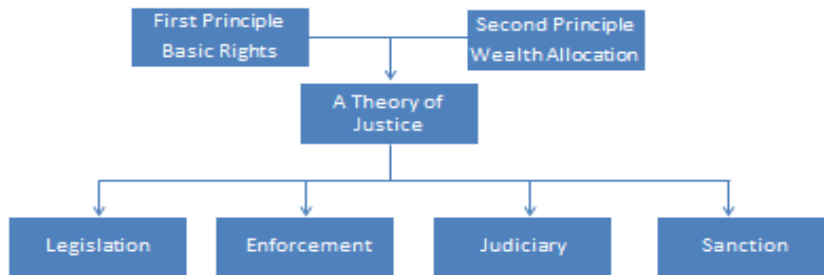 First Principle
Basic Rights
Second Principle
Wealth Allocation
A Theory of
Justice
Legislation
Enforcement
Judiciary
Sanction